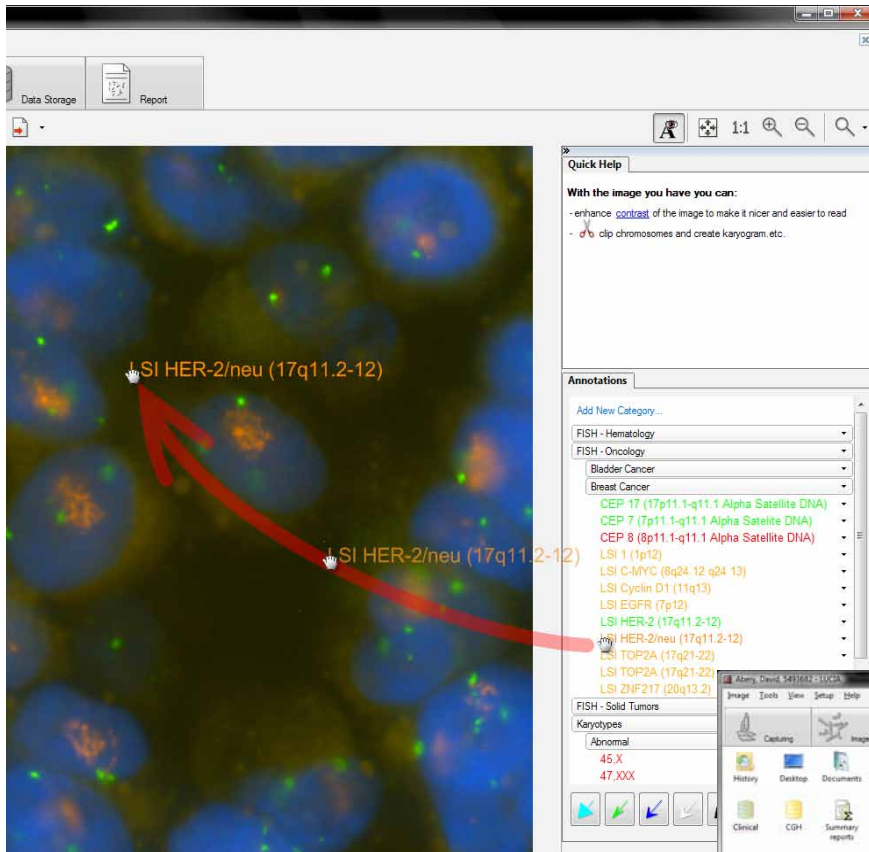 Data Storage
Report
1:1
Quick Help
With the image you have you can:
- enhance contrast of the image to make it nicer and easier to read
- clip chromosomes and create karyogram.etc.
LSI HER-2/neu (17q11.2-12)
LSI HER-2/neu (17q11.2-12)
Annotations
Add New Category...
FISH - Hematology
FISH - Oncology
Bladder Cancer
Breast Cancer
CEP 17 (17p11.1-q11.1 Alpha Satellite DNA)
CEP 7 (7p11.1-q11.1 Alpha Satelite DNA)
CEP 8 (8p11.1-q11.1 Alpha Satellite DNA)
LSI 1 (1p12)
LSI C-MYC (8q24.12 q24 13)
LSI Cyclin D1 (11q13)
LSI EGFR (7p12)
LSI HER-2 (17q11.2-12)
LSI HER-2/neu (17q11.2-12)
LSI TOP2A (17q21-22)
LSI TOP2A (17q21-22)
LSI ZNF217 (20q13.2)
FISH - Solid Tumors
Karyotypes
Abnormal
45,X
47,XXX
Abery, David, 5493682 - LUCIA
Image Tools View Setup Help
Capturing
Image
History Desktop Documents
Clinical CGH Summary
reports